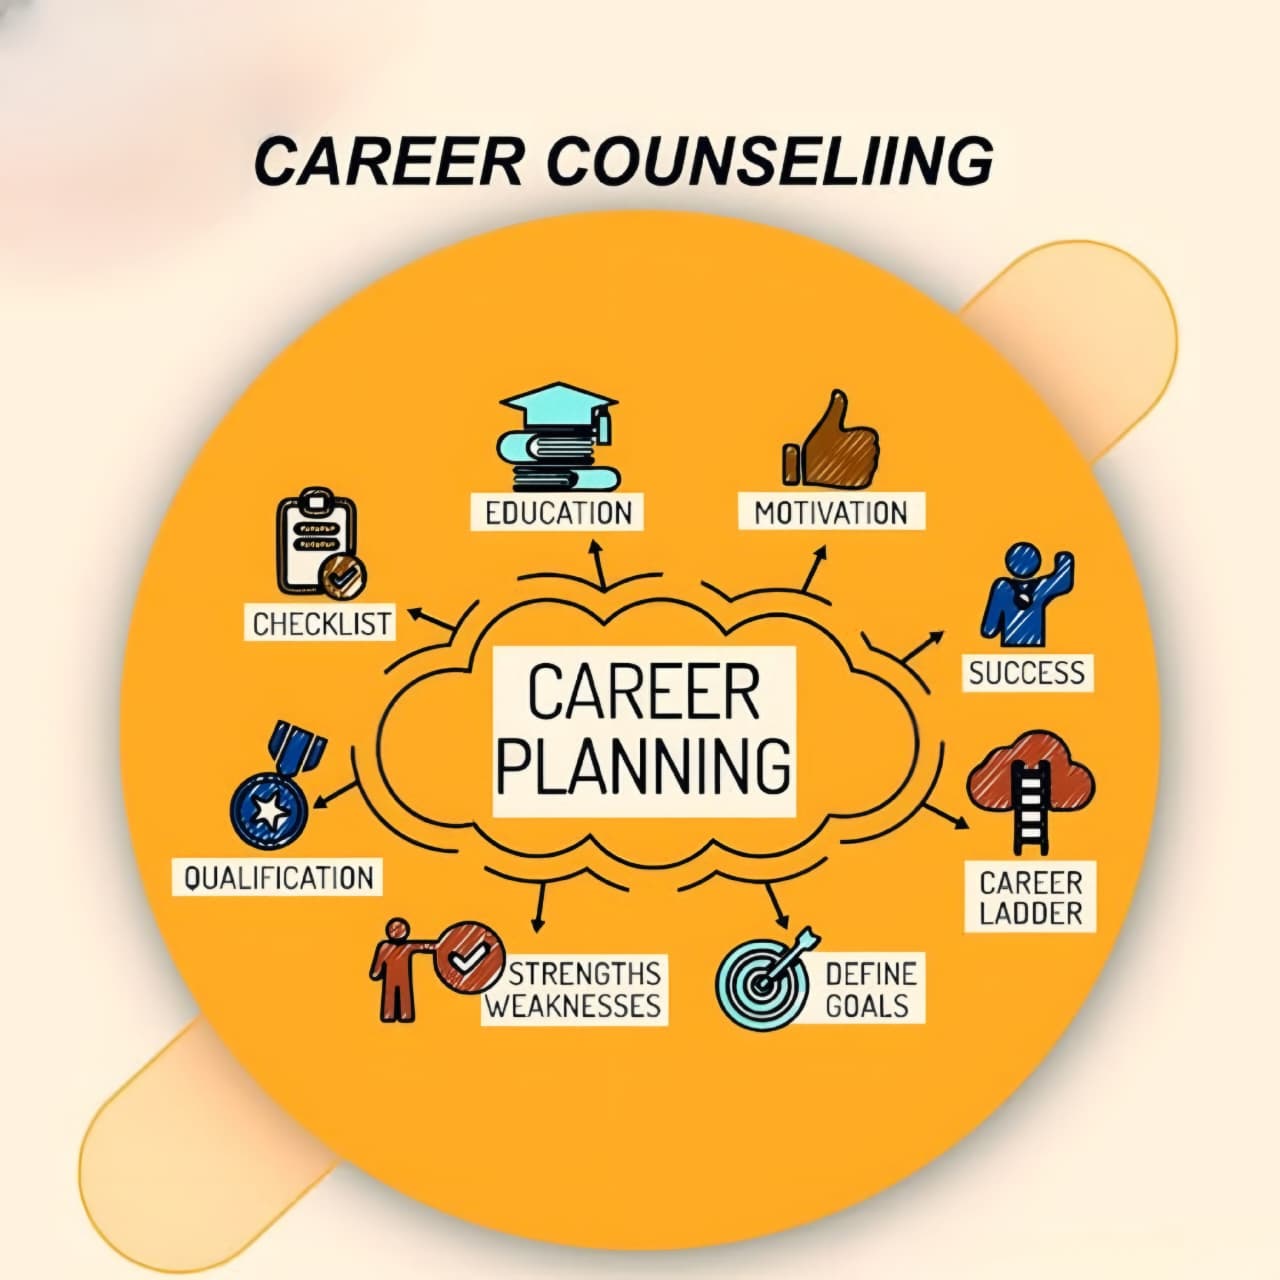 CAREER COUNSELIING
EDUCATION
MOTIVATION
CHECKLIST
SUCCESS
CAREER
PLANNING
QUALIFICATION
CAREER
LADDER
STRENGTHS
WEAKNESSES
DEFINE
GOALS